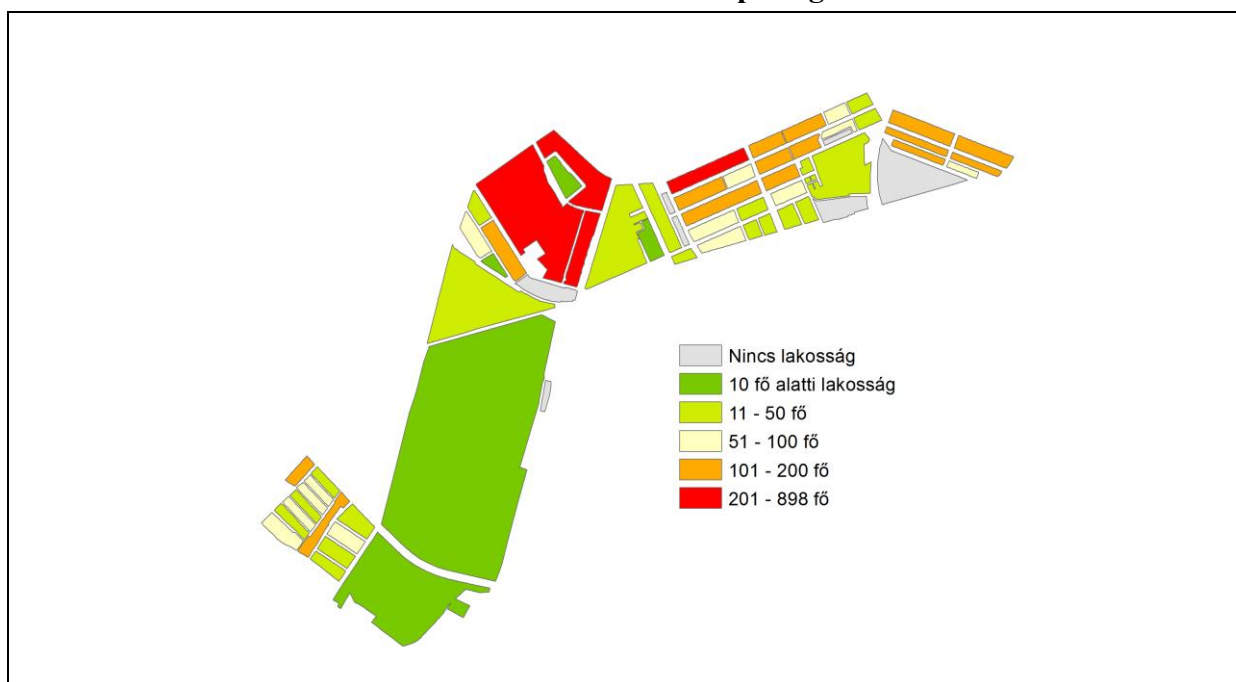 Nincs lakosság
10 fő alatti lakosság
11 - 50 fő
51 - 100 fő
101 - 200 fő
201 - 898 fő